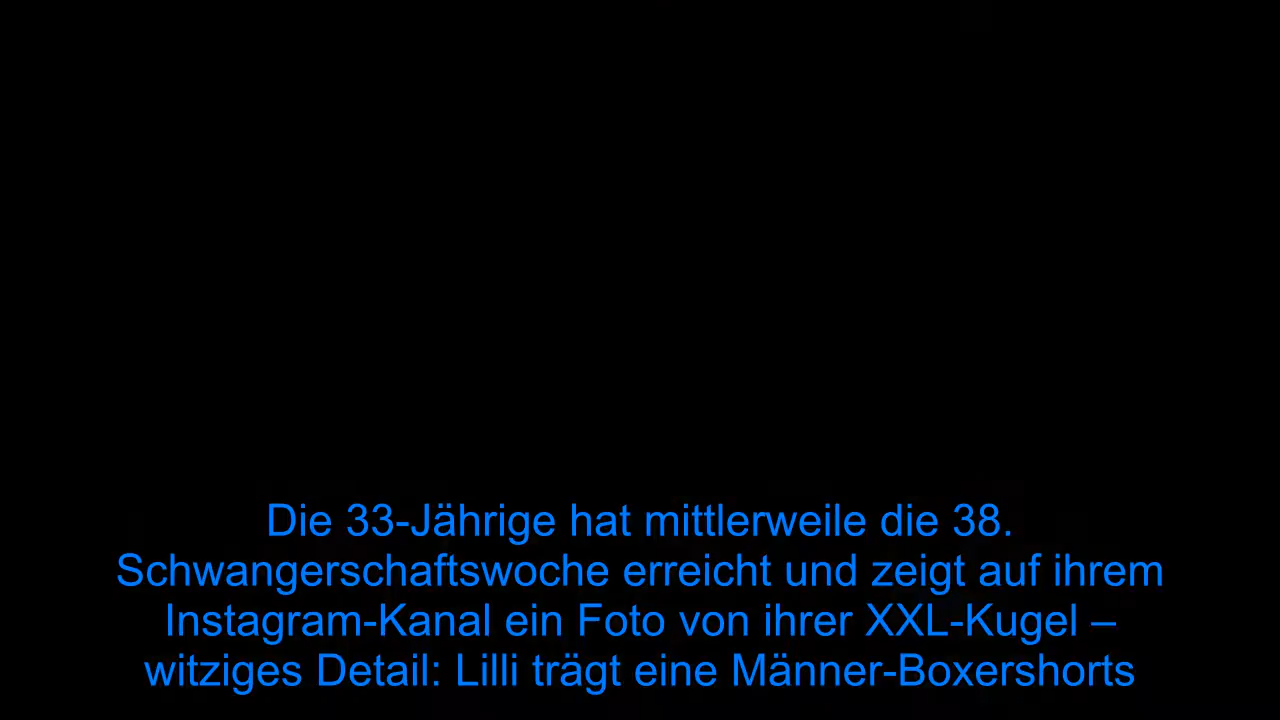 Die 33-Jährige hat mittlerweile die 38.
Schwangerschaftswoche erreicht und zeigt auf ihrem
Instagram-Kanal ein Foto von ihrer XXL-Kugel –
witziges Detail: Lilli trägt eine Männer-Boxershorts